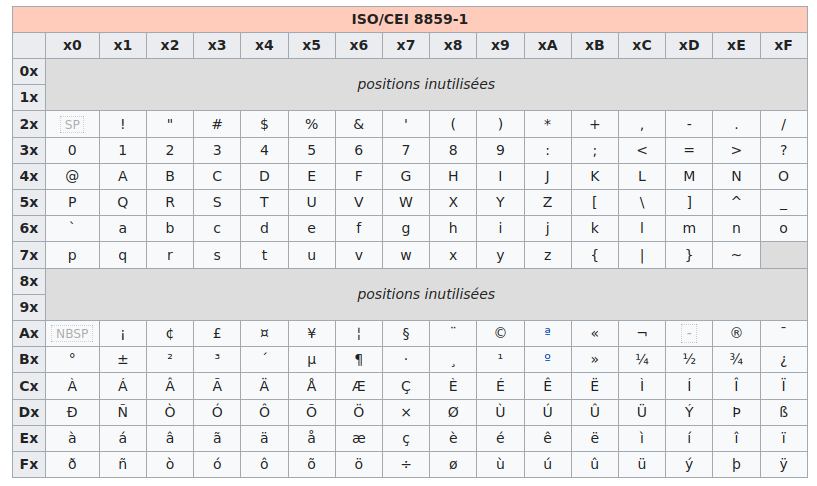 ISO/CEI 8859-1
x0 x1 x2 x3 x4 x5 x6 x7 x8 x9 xA xB xC xD xE xF
0x
positions inutilisées
1x
2x SP ! " # $ % & ' ( ) * + , - . /
3x 0 1 2 3 4 5 6 7 8 9 : ; < = > ?
4x @ A B C D E F G H I J K L M N O
5x P Q R S T U V W X Y Z [ \ ] ^ _
6x ` a b c d e f g h i j k l m n o
7x p q r s t u v w x y z { | } ~
8x
positions inutilisées
9x
Ax NBSP ¡ ¢ £ ¤ ¥ ¦ § ¨ © ª « ¬ - ® ¯
Bx ° ± ² ³ ´ µ ¶ · ¸ ¹ º » ¼ ½ ¾ ¿
Cx À Á Â Ã Ä Å Æ Ç È É Ê Ë Ì Í Î Ï
Dx Ð Ñ Ò Ó Ô Õ Ö × Ø Ù Ú Û Ü Ý Þ ß
Ex à á â ã ä å æ ç è é ê ë ì í î ï
Fx ð ñ ò ó ô õ ö ÷ ø ù ú û ü ý þ ÿ